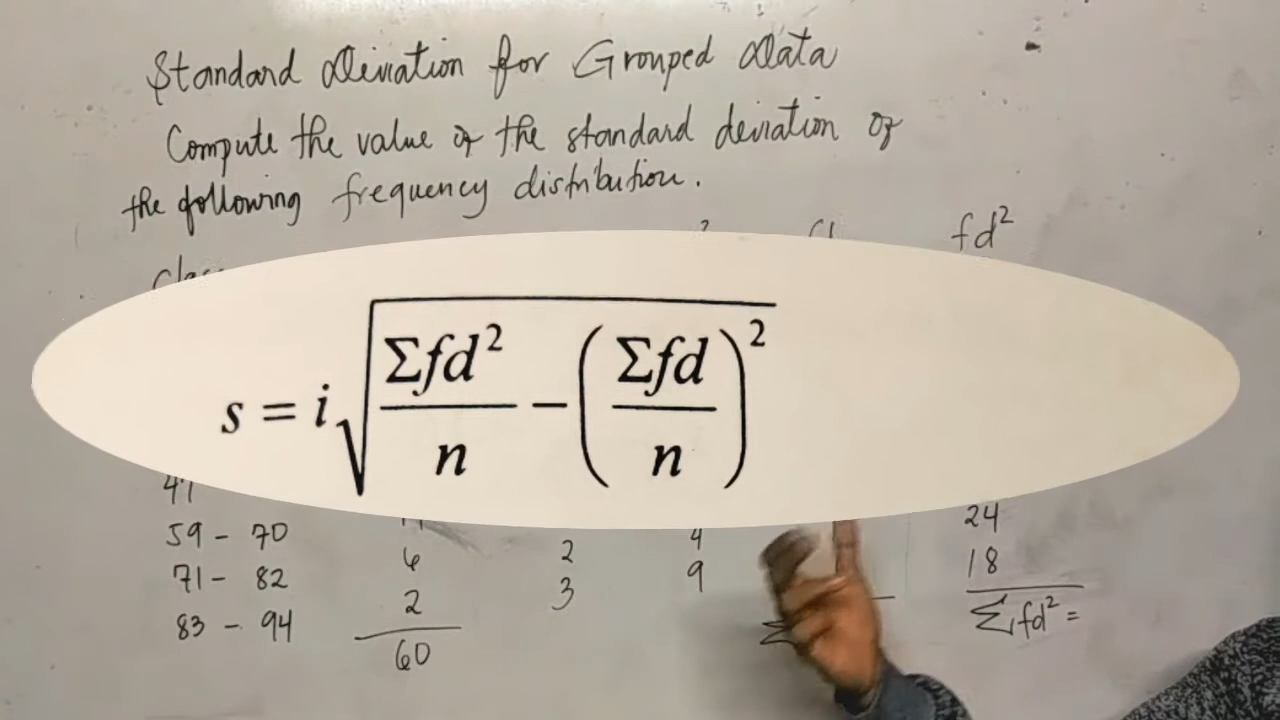 Standard Deviation for Grouped Data
Compute the value of the standard deviation of
the following frequency distribution.
fd²
s = i√(Σfd²/n − (Σfd/n)²)
47
24
59 - 70 4
6 2 18
71 - 82 3 9
2 Σfd² =
83 - 94
60